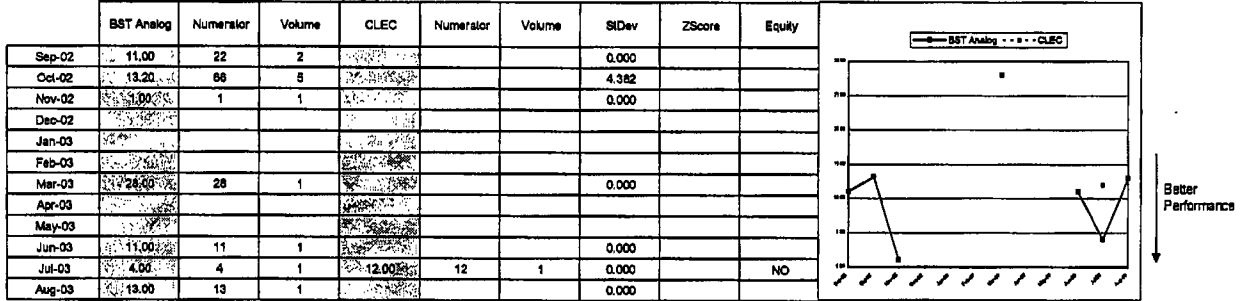 BST Analog Numerator Volume CLEC Numerator Volume StDev ZScore Equity
Sep-02 11.00 22 2 0.000
Oct-02 13.20 66 5 4.382
Nov-02 1.00 1 1 0.000
Dec-02
Jan-03
Feb-03
Mar-03 28.00 28 1 0.000
Apr-03
May-03
Jun-03 11.00 11 1 0.000
Jul-03 4.00 4 1 12.00 12 1 0.000 NO
Aug-03 13.00 13 1 0.000
BST Analog CLEC
Better
Performance